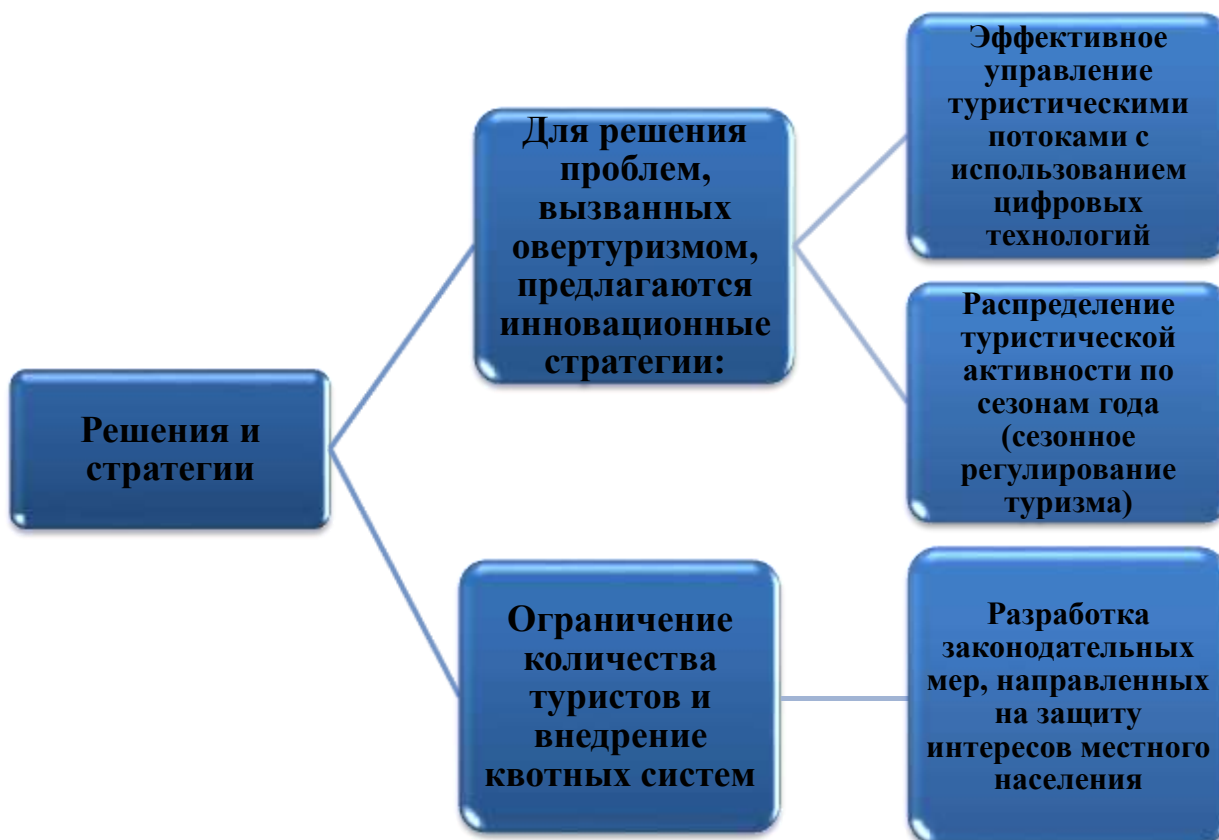 Решения и
стратегии
Для решения
проблем,
вызванных
овертуризмом,
предлагаются
инновационные
стратегии:
Эффективное
управление
туристическими
потоками с
использованием
цифровых
технологий
Распределение
туристической
активности по
сезонам года
(сезонное
регулирование
туризма)
Ограничение
количества
туристов и
внедрение
квотных систем
Разработка
законодательных
мер, направленных
на защиту
интересов местного
населения